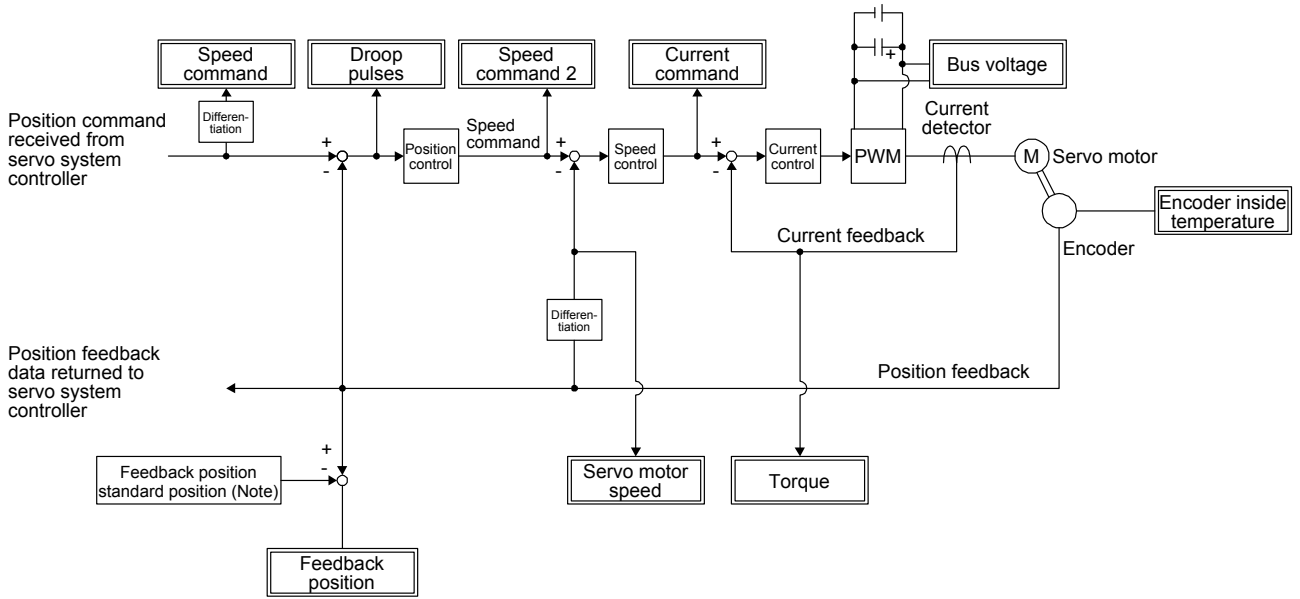 Speed
command
Droop
pulses
Speed
command 2
Current
command
Bus voltage
Position command
received from
servo system
controller
Differen-
tiation
+
-
Position
control
Speed
command
+
-
Speed
control
+
-
Current
control
+
PWM
Current
detector
M
Servo motor
Encoder inside
temperature
Encoder
Current feedback
Differen-
tiation
Position feedback
data returned to
servo system
controller
Position feedback
+
-
Feedback position
standard position (Note)
Servo motor
speed
Torque
Feedback
position